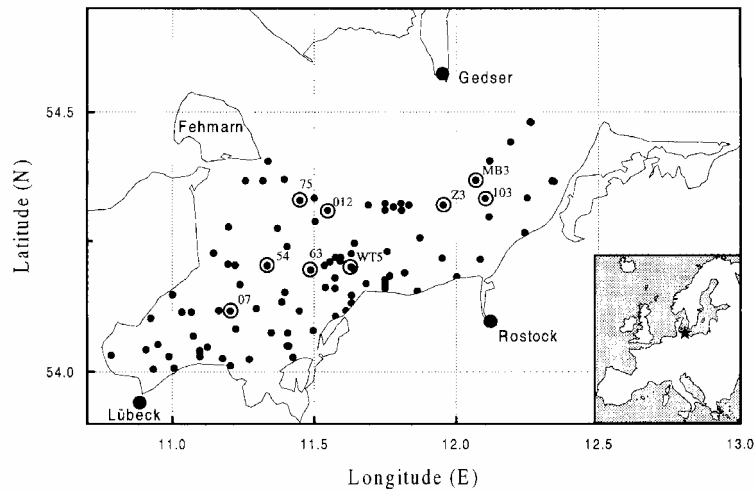 Gedser
54.5
Fehmarn
MB3
75
Z3
103
012
Latitude (N)
54
63
WT5
07
Rostock
54.0
Lübeck
11.0
11.5
12.0
12.5
13.0
Longitude (E)